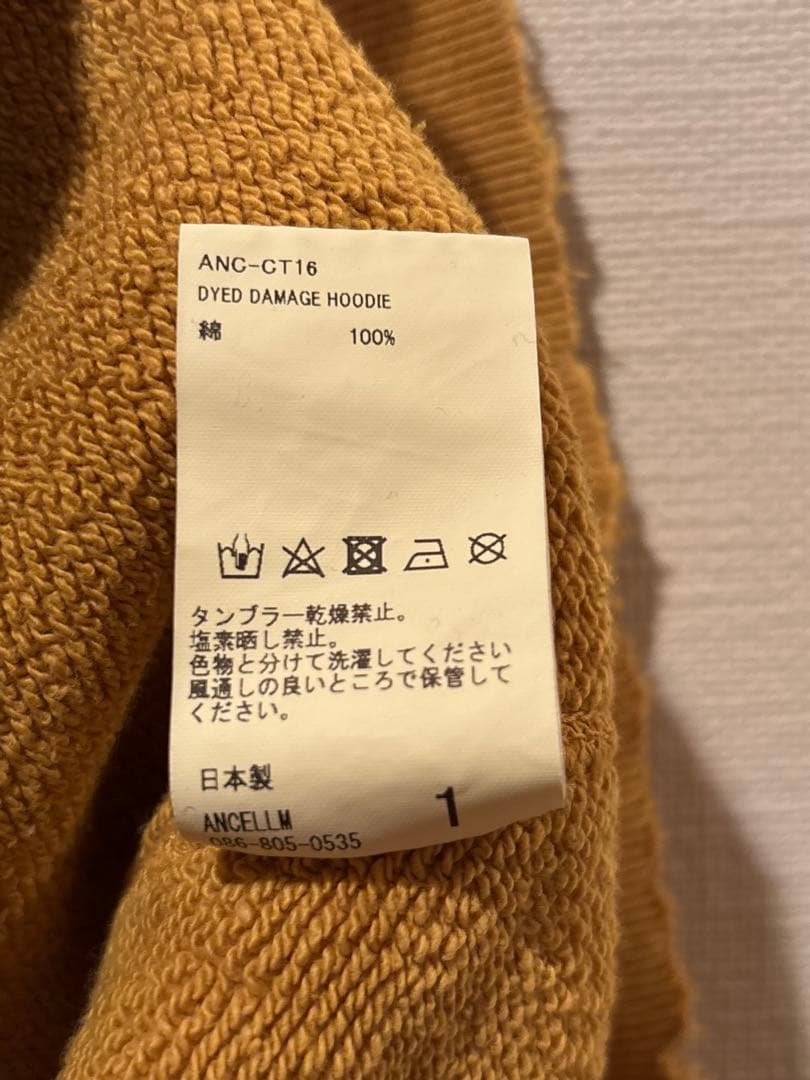 ANC-CT16
DYED DAMAGE HOODIE
綿 100%
タンブラー乾燥禁止。
塩素晒し禁止。
色物と分けて洗濯してください
風通しの良いところで保管して
ください。
日本製
ANCELLM 1
086-805-0535